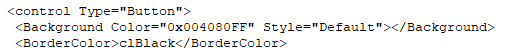 <control Type="Button">
<Background Color="0x004080FF" Style="Default"></Background>
<BorderColor>clBlack</BorderColor>